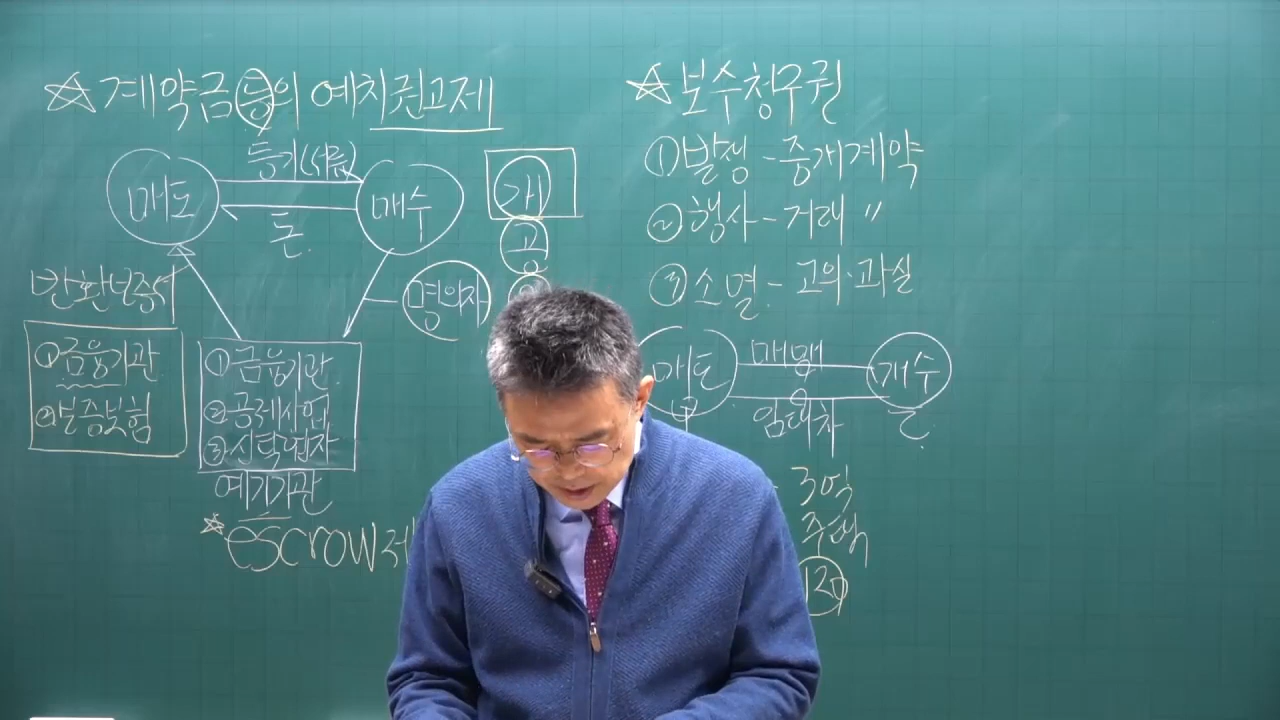 ☆ 계약금 등의 예치권고제
등기(서류)
매도
매수
돈
개
공
반환보증서
명의자
① 금융기관
② 보증보험
① 금융기관
② 공제사업
③ 신탁업자
예치기관
☆ escrow제
☆ 보수청구권
① 발생 - 중개계약
② 행사 - 거래 〃
③ 소멸 - 고의·과실
매도
매매
매수
임대차
3억
주택
120